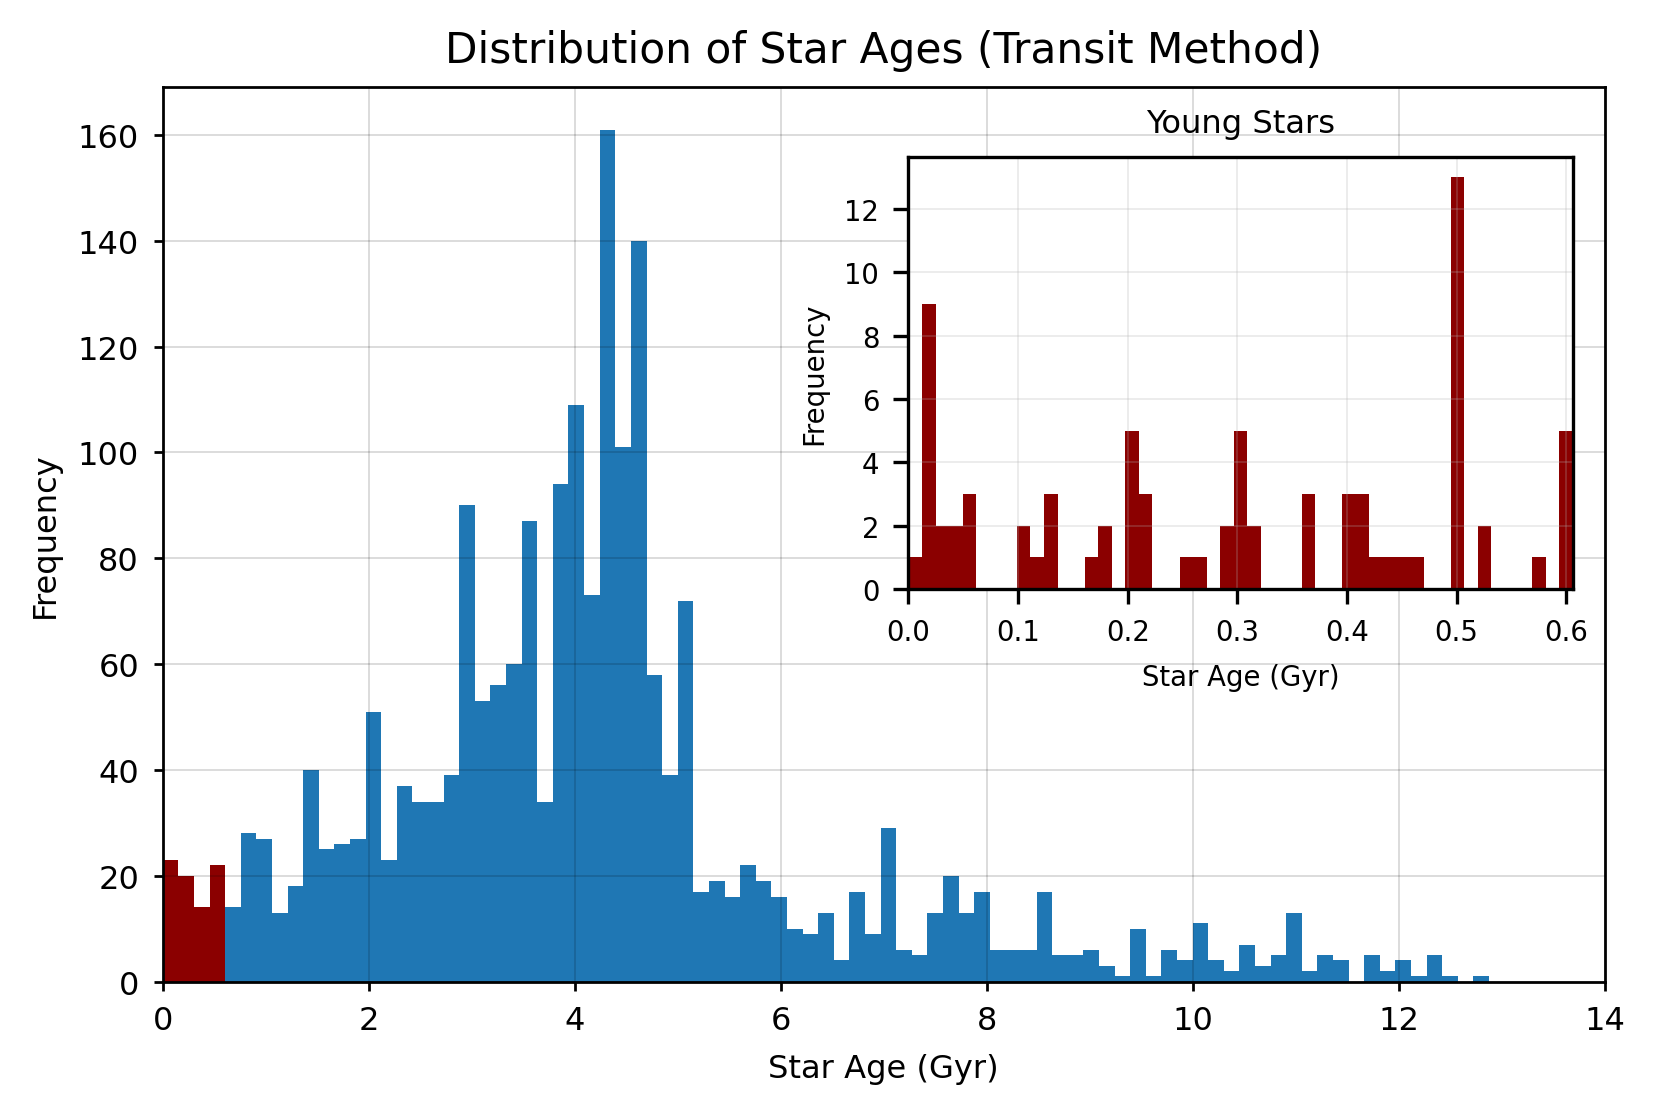 Distribution of Star Ages (Transit Method)
Young Stars
Frequency
12
10
8
6
4
2
0
0.0 0.1 0.2 0.3 0.4 0.5 0.6
Star Age (Gyr)
Frequency
160
140
120
100
80
60
40
20
0
0 2 4 6 8 10 12 14
Star Age (Gyr)